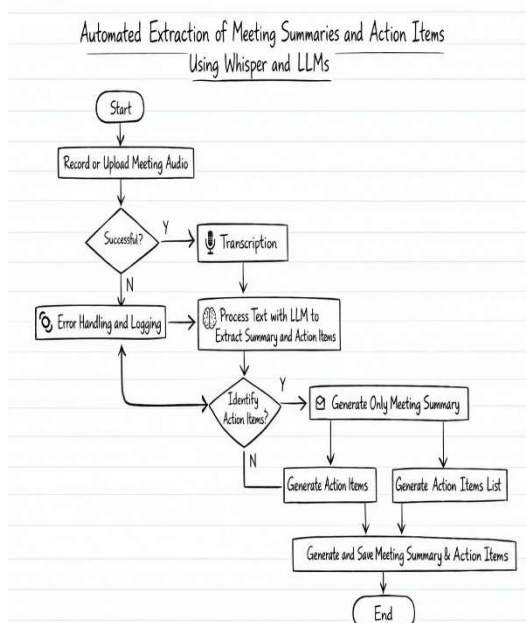 Automated Extraction of Meeting Summaries and Action Items
Using Whisper and LLMs
Start
Record or Upload Meeting Audio
Successful?
Y
Transcription
N
Error Handling and Logging
Process Text with LLM to
Extract Summary and Action Items
Identify
Action Items?
Y
Generate Only Meeting Summary
N
Generate Action Items
Generate Action Items List
Generate and Save Meeting Summary & Action Items
End